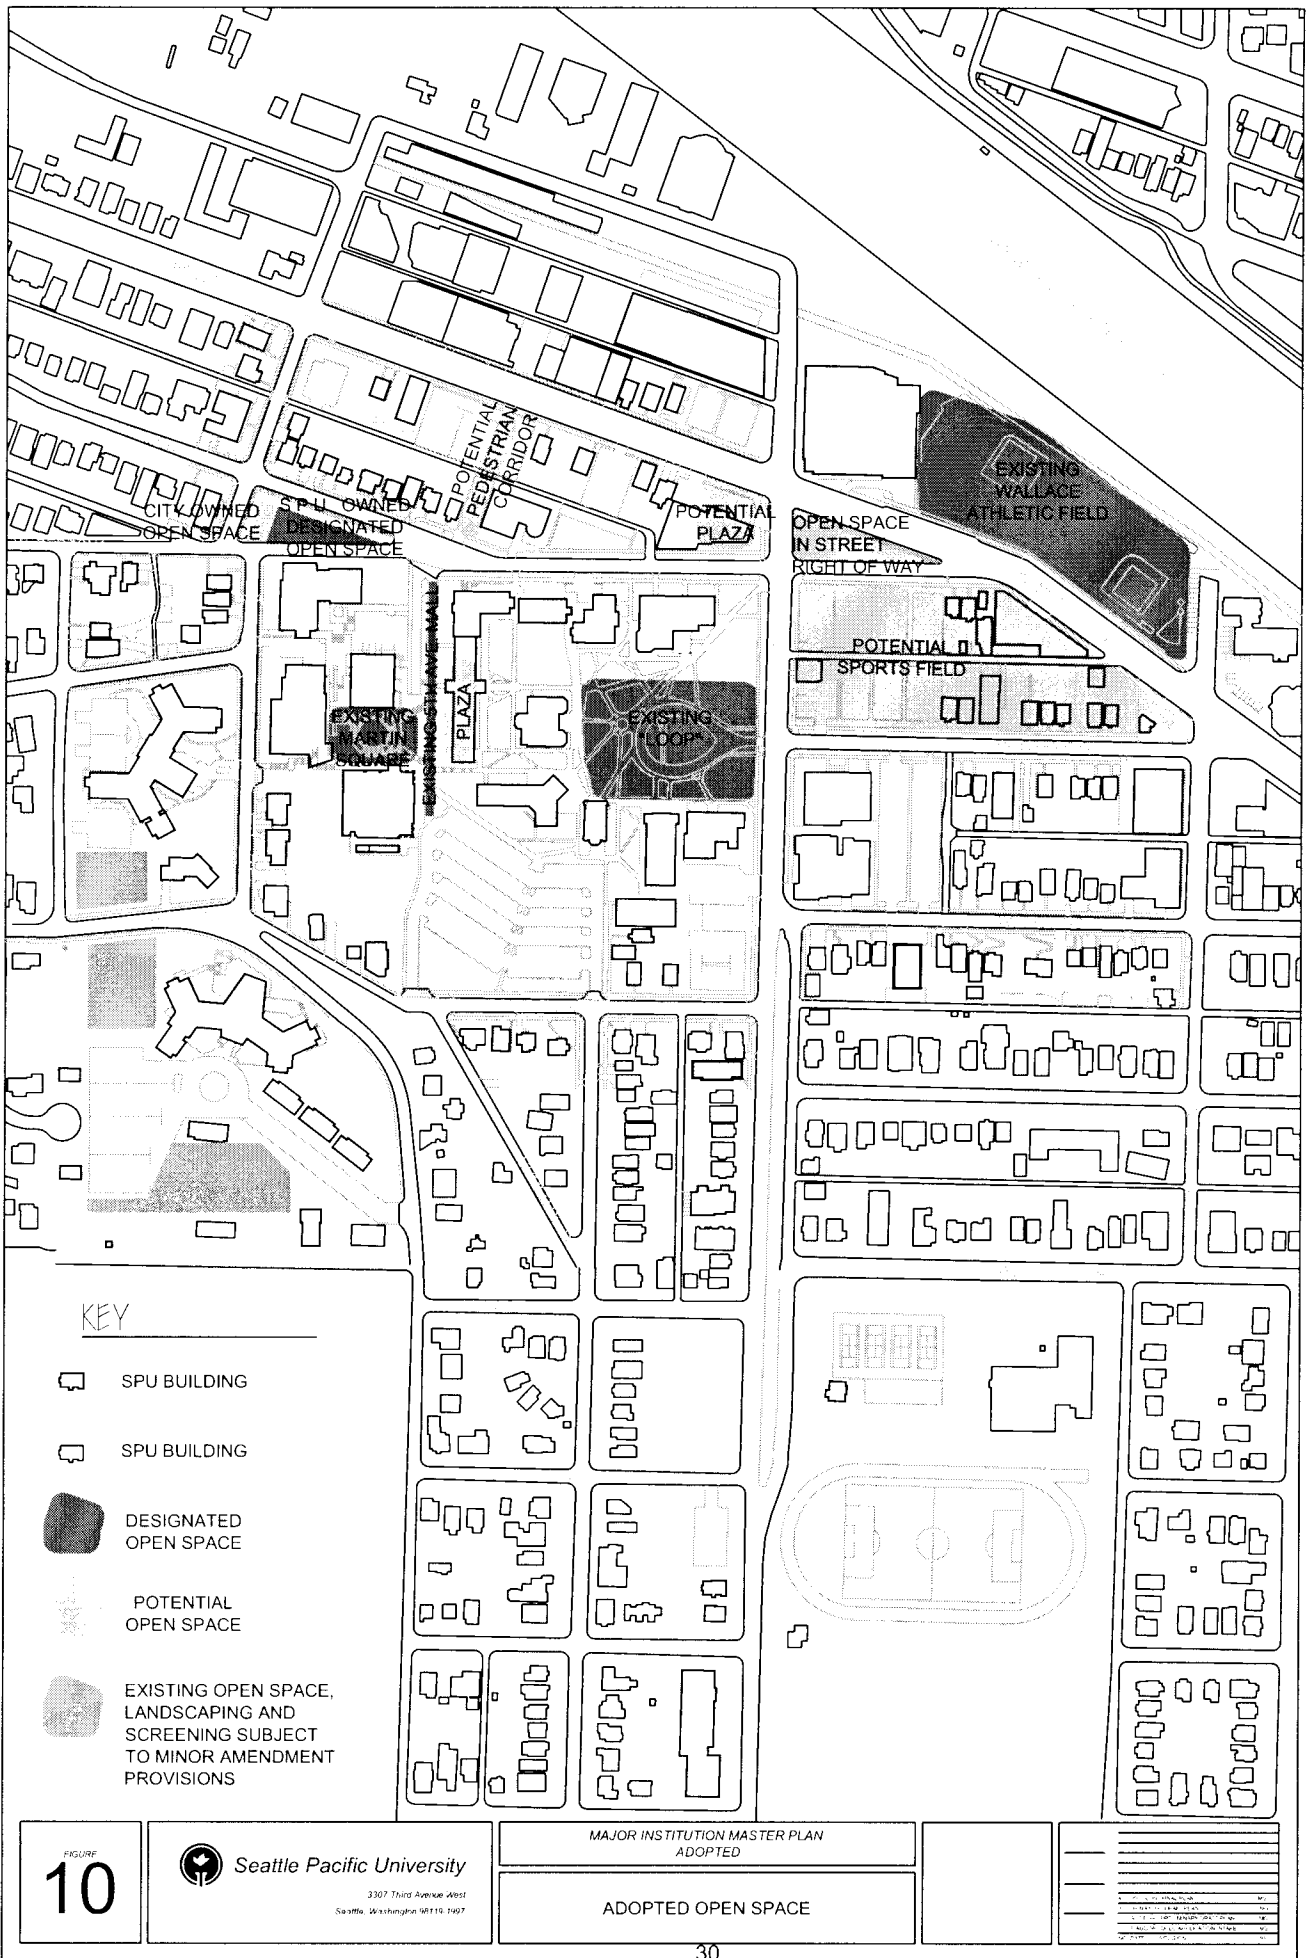 POTENTIAL
PEDESTRIAN
CORRIDOR
EXISTING
WALLACE
ATHLETIC FIELD
CITY OWNED
OPEN SPACE
S P U OWNED
DESIGNATED
OPEN SPACE
POTENTIAL
PLAZA
OPEN SPACE
IN STREET
RIGHT OF WAY
POTENTIAL
SPORTS FIELD
EXISTING
MARTIN
SQUARE
EXISTING 5TH AVE MALL
PLAZA
EXISTING
"LOOP"
KEY
SPU BUILDING
SPU BUILDING
DESIGNATED
OPEN SPACE
POTENTIAL
OPEN SPACE
EXISTING OPEN SPACE,
LANDSCAPING AND
SCREENING SUBJECT
TO MINOR AMENDMENT
PROVISIONS
FIGURE
10
Seattle Pacific University
3307 Third Avenue West
Seattle, Washington 98119-1997
MAJOR INSTITUTION MASTER PLAN
ADOPTED
ADOPTED OPEN SPACE
30